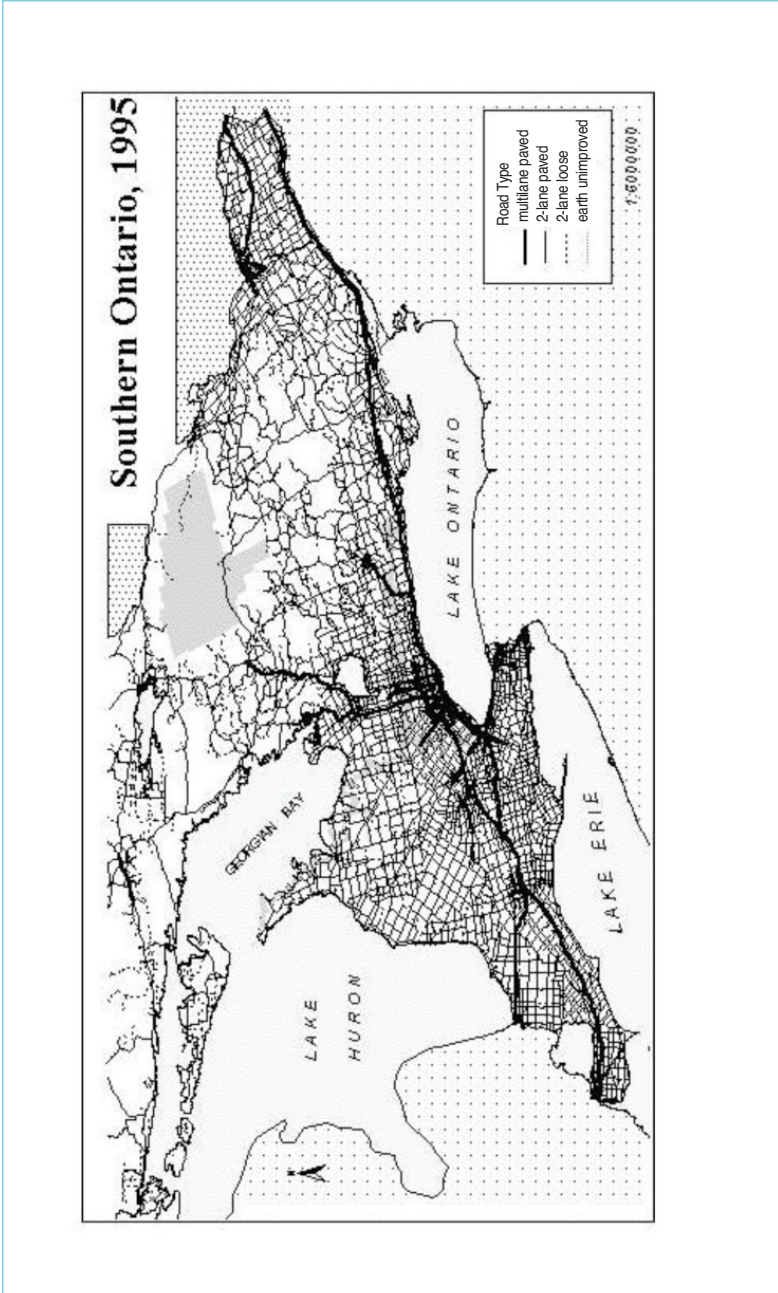 Southern Ontario, 1995
GEORGIAN BAY
LAKE
HURON
LAKE ONTARIO
LAKE ERIE
Road Type
multilane paved
2-lane paved
2-lane loose
earth unimproved
1:6000000